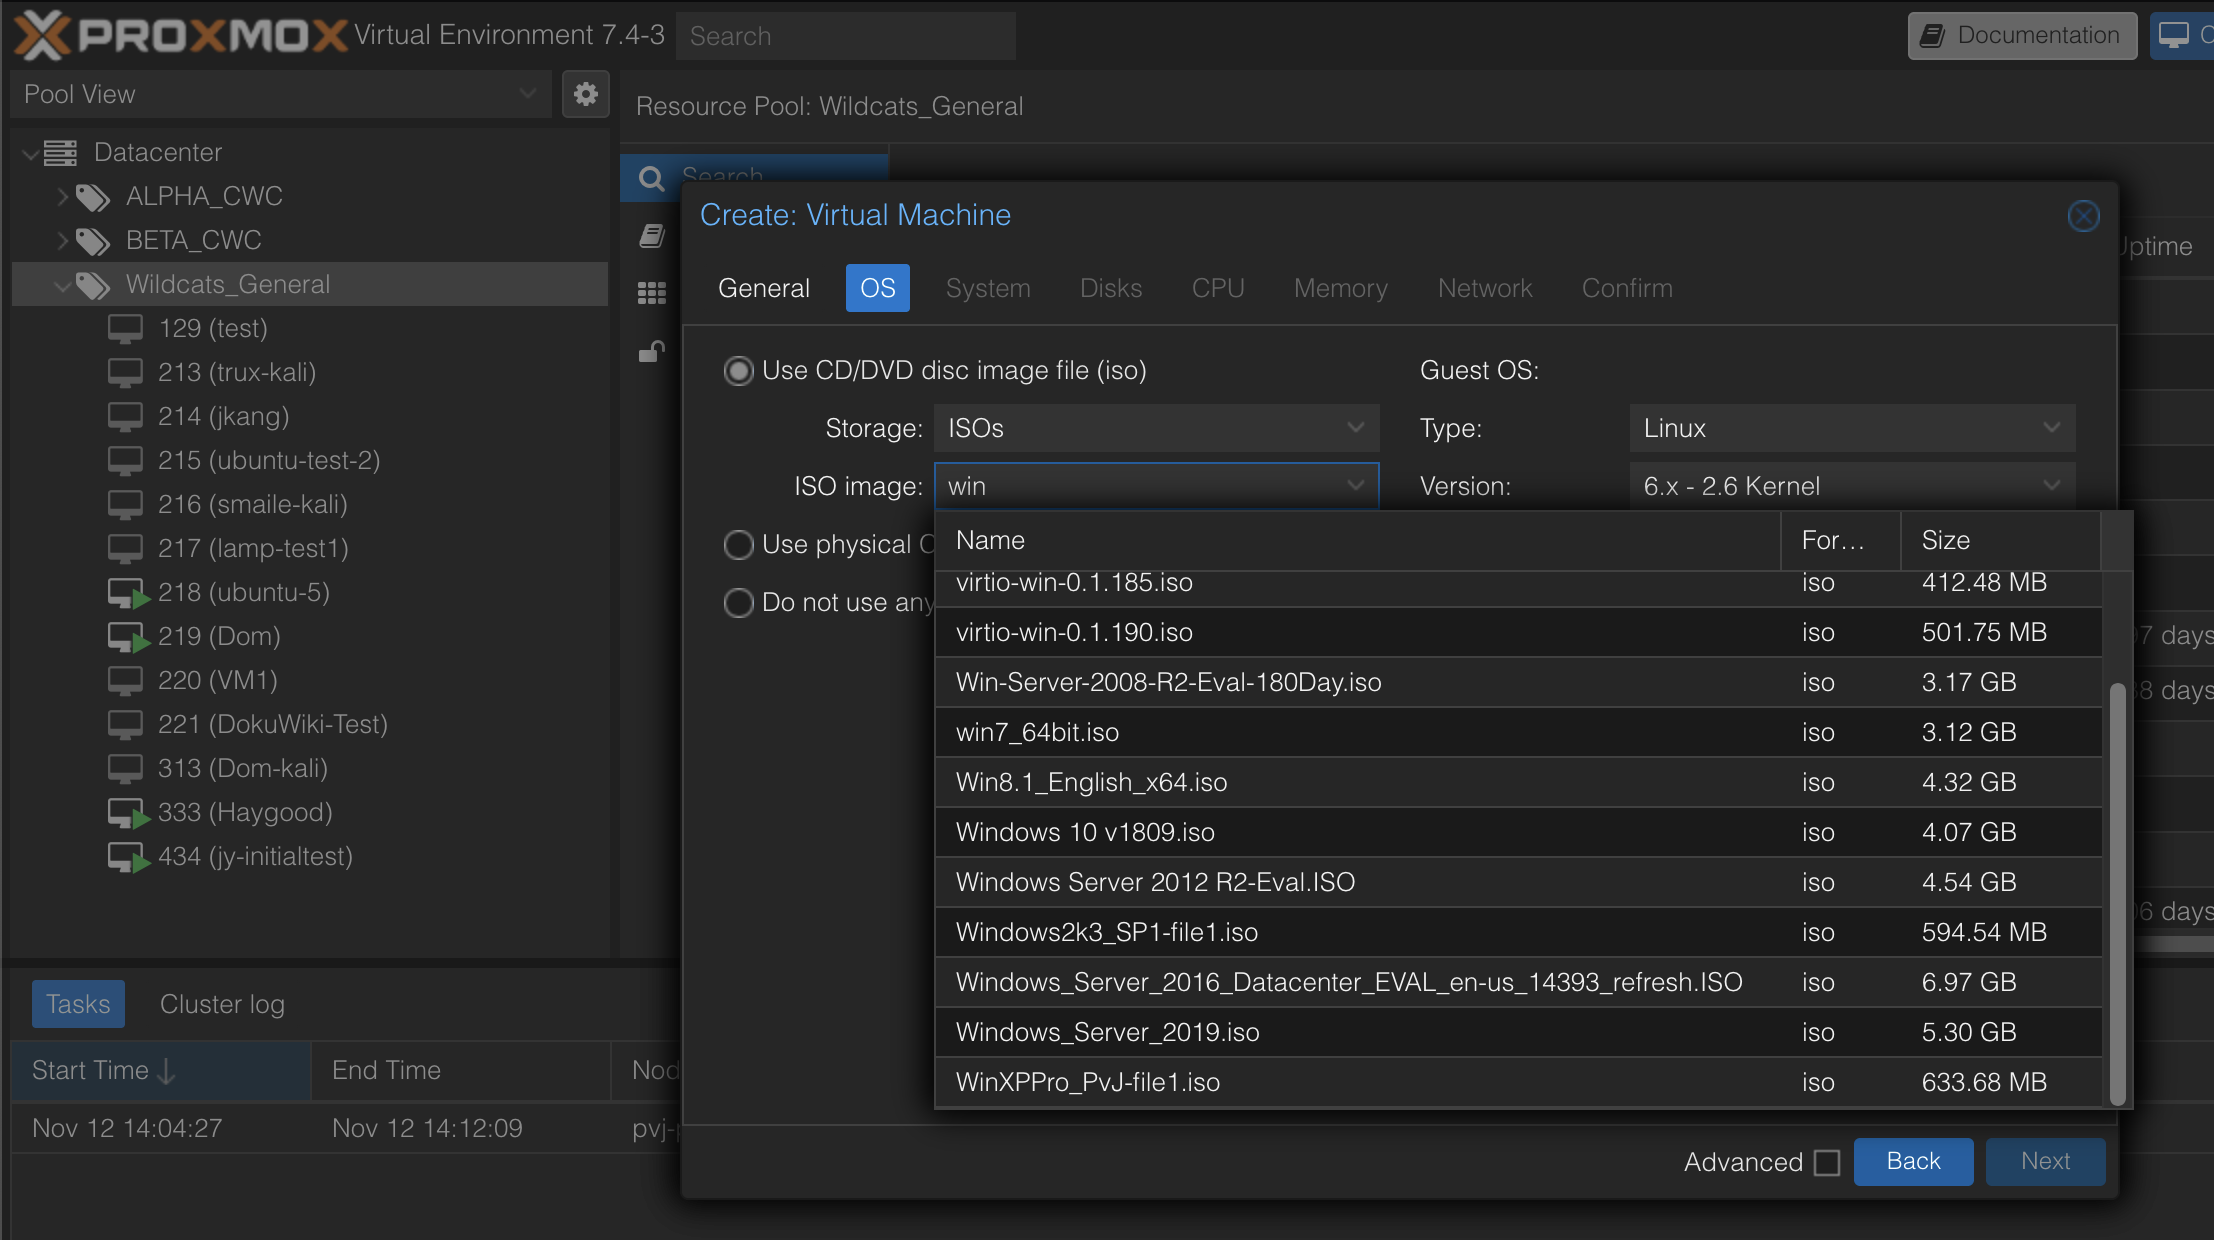 PROXMOX Virtual Environment 7.4-3 Search Documentation
Pool View
Resource Pool: Wildcats_General
Datacenter
ALPHA_CWC
BETA_CWC
Wildcats_General
129 (test)
213 (trux-kali)
214 (jkang)
215 (ubuntu-test-2)
216 (smaile-kali)
217 (lamp-test1)
218 (ubuntu-5)
219 (Dom)
220 (VM1)
221 (DokuWiki-Test)
313 (Dom-kali)
333 (Haygood)
434 (jy-initialtest)
Search
Uptime
days
days
days
Create: Virtual Machine
General OS System Disks CPU Memory Network Confirm
Use CD/DVD disc image file (iso)
Storage: ISOs
ISO image: win
Use physical
Do not use any
Guest OS:
Type: Linux
Version: 6.x - 2.6 Kernel
Name For... Size
virtio-win-0.1.185.iso iso 412.48 MB
virtio-win-0.1.190.iso iso 501.75 MB
Win-Server-2008-R2-Eval-180Day.iso iso 3.17 GB
win7_64bit.iso iso 3.12 GB
Win8.1_English_x64.iso iso 4.32 GB
Windows 10 v1809.iso iso 4.07 GB
Windows Server 2012 R2-Eval.ISO iso 4.54 GB
Windows2k3_SP1-file1.iso iso 594.54 MB
Windows_Server_2016_Datacenter_EVAL_en-us_14393_refresh.ISO iso 6.97 GB
Windows_Server_2019.iso iso 5.30 GB
WinXPPro_PvJ-file1.iso iso 633.68 MB
Advanced Back Next
Tasks Cluster log
Start Time End Time Nod
Nov 12 14:04:27 Nov 12 14:12:09 pvj-